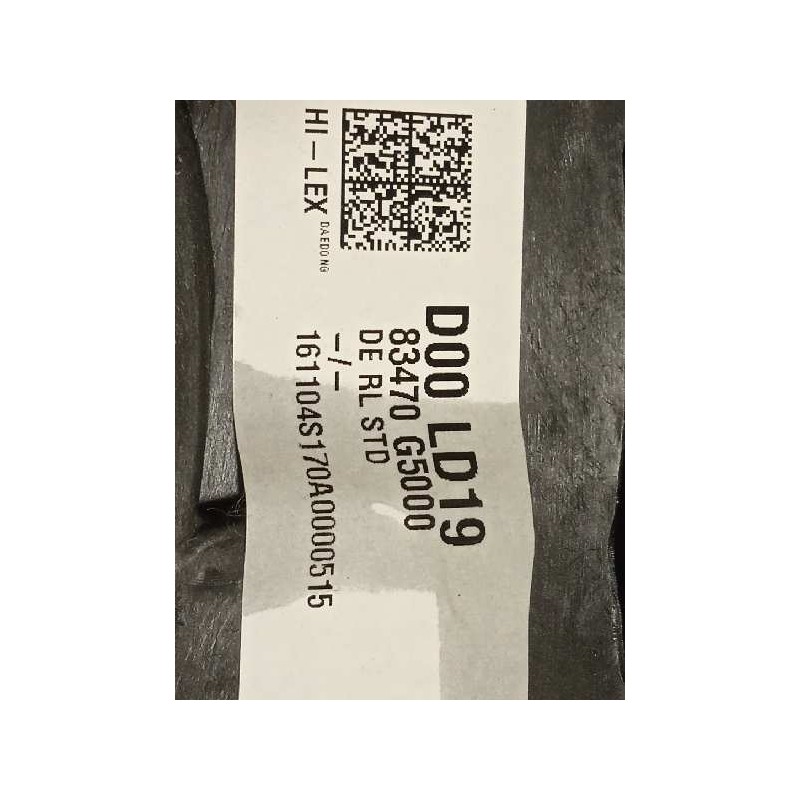 HI-LEX DAEDONG
D00 LD19
83470 G5000
DE RL STD
-/-
161104S170A0000515